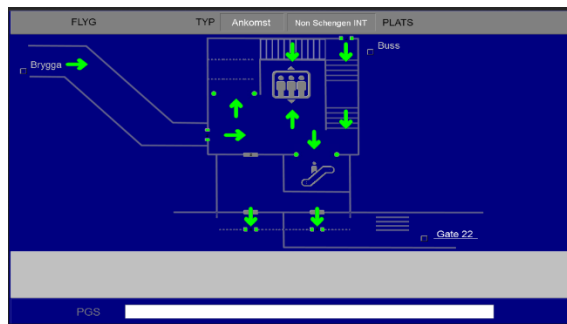 FLYG TYP Ankomst Non Schengen INT PLATS
Buss
Brygga
Gate 22
PGS